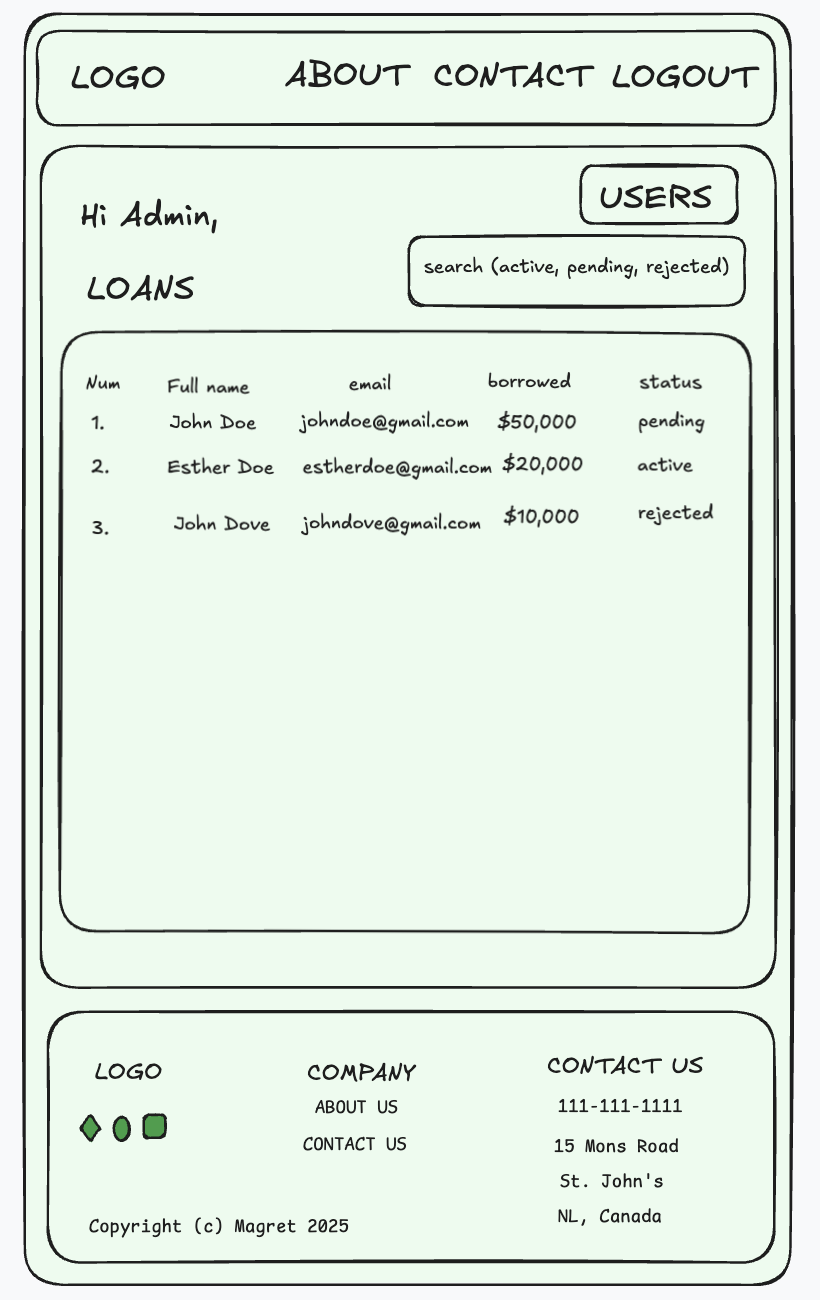 LOGO ABOUT CONTACT LOGOUT
USERS
Hi Admin,
search (active, pending, rejected)
LOANS
Num Full name email borrowed status
1. John Doe johndoe@gmail.com $50,000 pending
2. Esther Doe estherdoe@gmail.com $20,000 active
3. John Dove johndove@gmail.com $10,000 rejected
LOGO
COMPANY
ABOUT US
CONTACT US
CONTACT US
111-111-1111
15 Mons Road
St. John's
NL, Canada
Copyright (c) Magret 2025